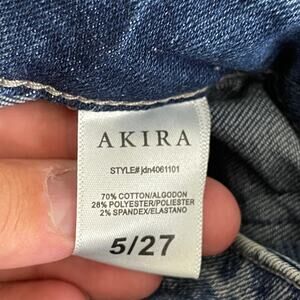 AKIRA
STYLE# jdn4061101
70% COTTON/ALGODON
28% POLYESTER/POLIESTER
2% SPANDEX/ELASTANO
5/27